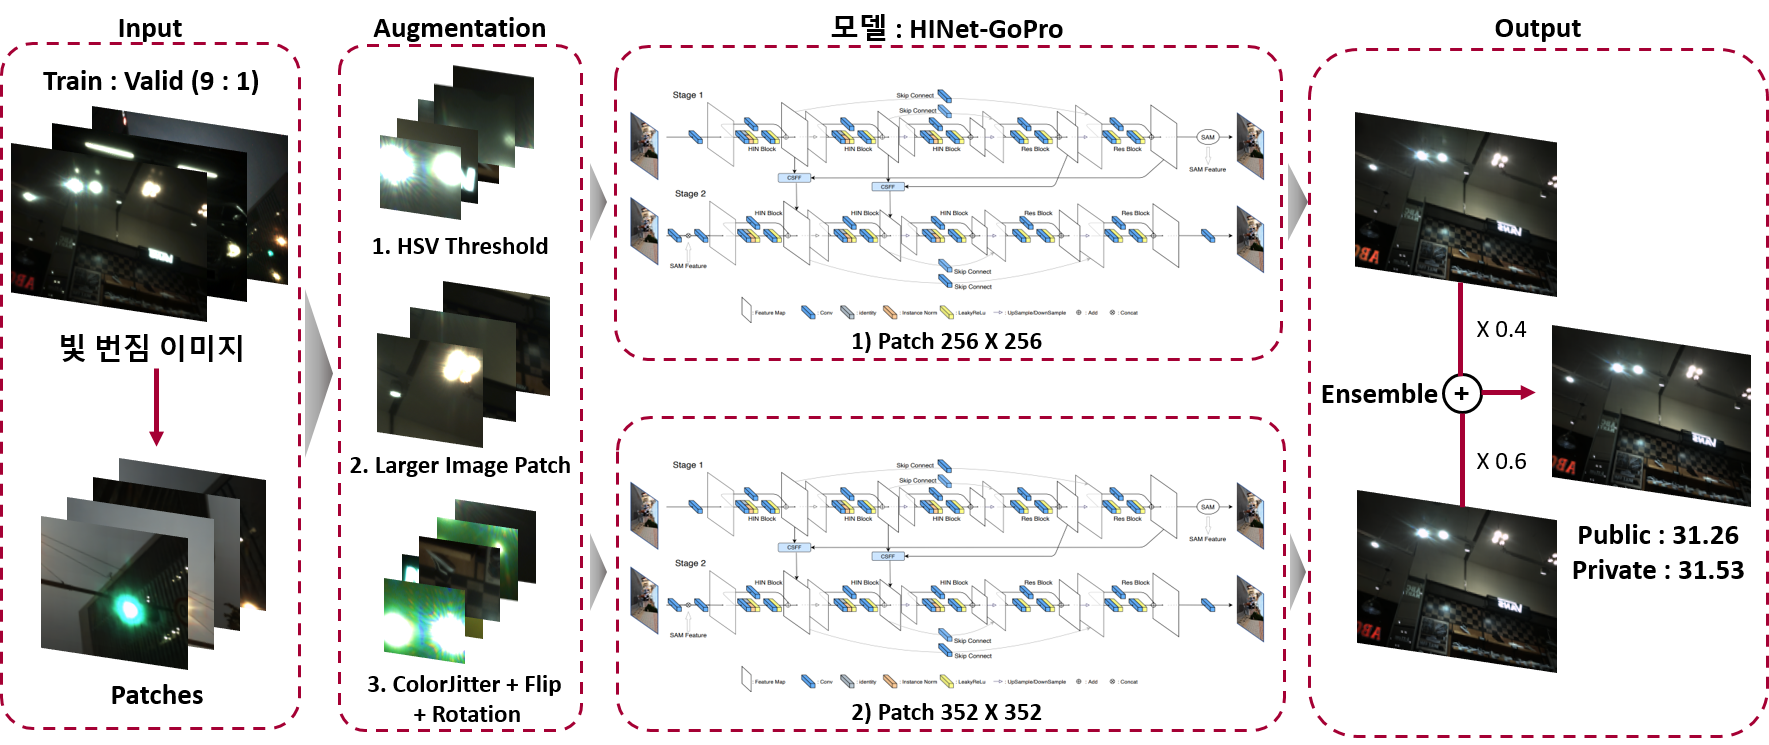 Input
Train : Valid (9 : 1)
빛 번짐 이미지
Patches
Augmentation
1. HSV Threshold
2. Larger Image Patch
3. ColorJitter + Flip
+ Rotation
모델 : HINet-GoPro
Stage 1
Skip Connect
Skip Connect
HIN Block
HIN Block
HIN Block
Res Block
Res Block
SAM
SAM Feature
CSFF
CSFF
Stage 2
HIN Block
HIN Block
HIN Block
Res Block
Res Block
SAM Feature
Skip Connect
Skip Connect
: Feature Map
: Conv
: identity
: Instance Norm
: LeakyReLu
: UpSample/DownSample
: Add
: Concat
1) Patch 256 X 256
Stage 1
Skip Connect
Skip Connect
HIN Block
HIN Block
HIN Block
Res Block
Res Block
SAM
SAM Feature
CSFF
CSFF
Stage 2
HIN Block
HIN Block
HIN Block
Res Block
Res Block
SAM Feature
Skip Connect
Skip Connect
: Feature Map
: Conv
: identity
: Instance Norm
: LeakyReLu
: UpSample/DownSample
: Add
: Concat
2) Patch 352 X 352
Output
X 0.4
Ensemble +
X 0.6
Public : 31.26
Private : 31.53